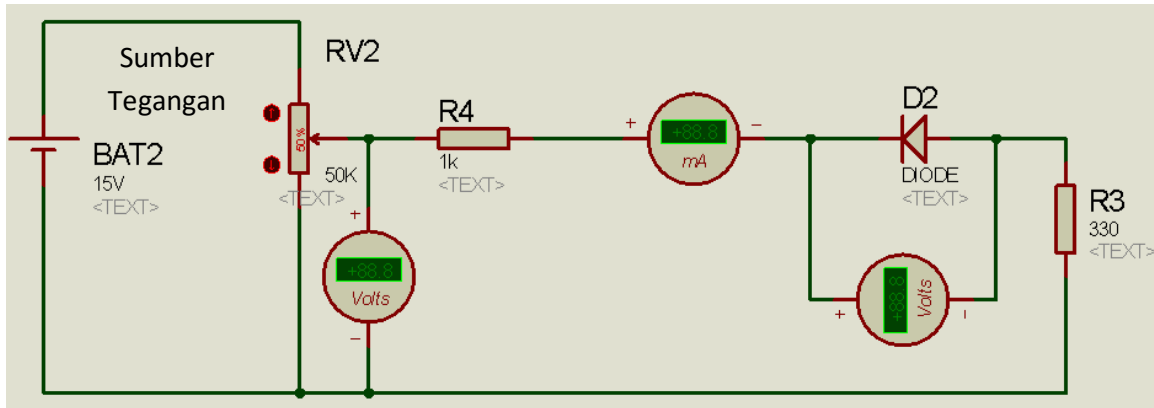 Sumber
Tegangan
RV2
BAT2
15V
<TEXT>
50%
50K
<TEXT>
R4
1k
<TEXT>
+
+88.8
mA
−
+
+88.8
Volts
−
D2
DIODE
<TEXT>
+
+88.8
Volts
−
R3
330
<TEXT>